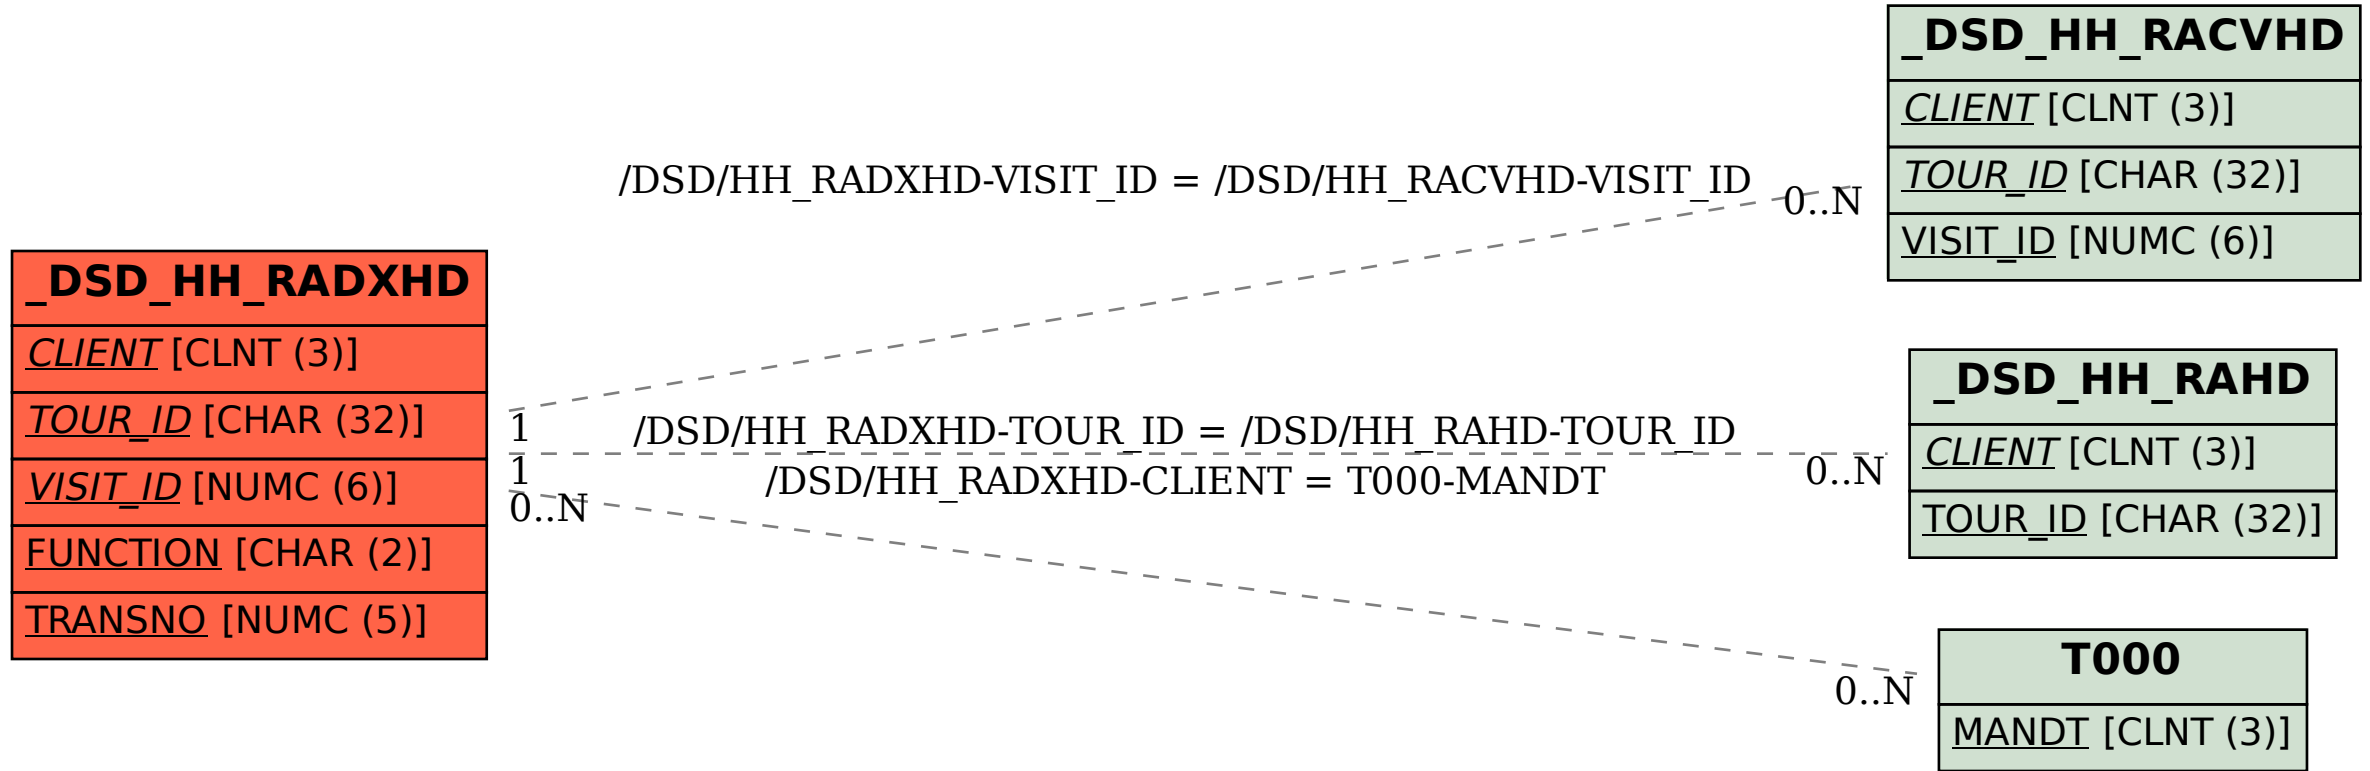 _DSD_HH_RADXHD
CLIENT [CLNT (3)]
TOUR_ID [CHAR (32)]
VISIT_ID [NUMC (6)]
FUNCTION [CHAR (2)]
TRANSNO [NUMC (5)]
/DSD/HH_RADXHD-VISIT_ID = /DSD/HH_RACVHD-VISIT_ID
0..N
1
/DSD/HH_RADXHD-TOUR_ID = /DSD/HH_RAHD-TOUR_ID
1
0..N
/DSD/HH_RADXHD-CLIENT = T000-MANDT
0..N
0..N
_DSD_HH_RACVHD
CLIENT [CLNT (3)]
TOUR_ID [CHAR (32)]
VISIT_ID [NUMC (6)]
_DSD_HH_RAHD
CLIENT [CLNT (3)]
TOUR_ID [CHAR (32)]
T000
MANDT [CLNT (3)]